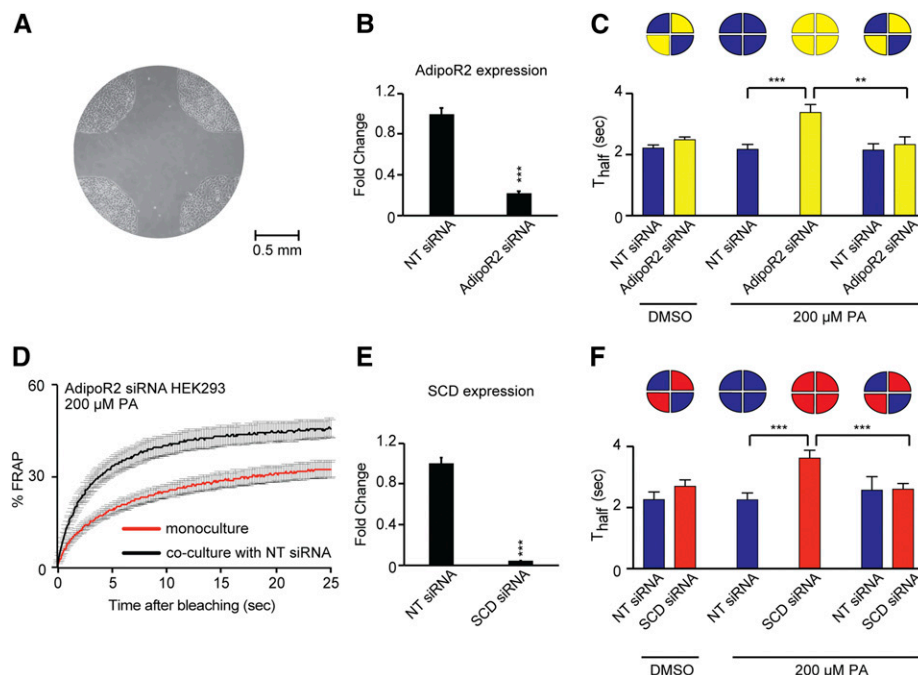 A
0.5 mm
B
AdipoR2 expression
Fold Change
1.2
0.8
0.4
0
***
NT siRNA
AdipoR2 siRNA
C
T half (sec)
4
2
0
***
**
NT siRNA
AdipoR2 siRNA
NT siRNA
AdipoR2 siRNA
NT siRNA
AdipoR2 siRNA
DMSO
200 µM PA
D
AdipoR2 siRNA HEK293
200 µM PA
% FRAP
60
30
0
monoculture
co-culture with NT siRNA
0 5 10 15 20 25
Time after bleaching (sec)
E
SCD expression
Fold Change
1.2
0.8
0.4
0
***
NT siRNA
SCD siRNA
F
T half (sec)
4
2
0
***
***
NT siRNA
SCD siRNA
NT siRNA
SCD siRNA
NT siRNA
SCD siRNA
DMSO
200 µM PA